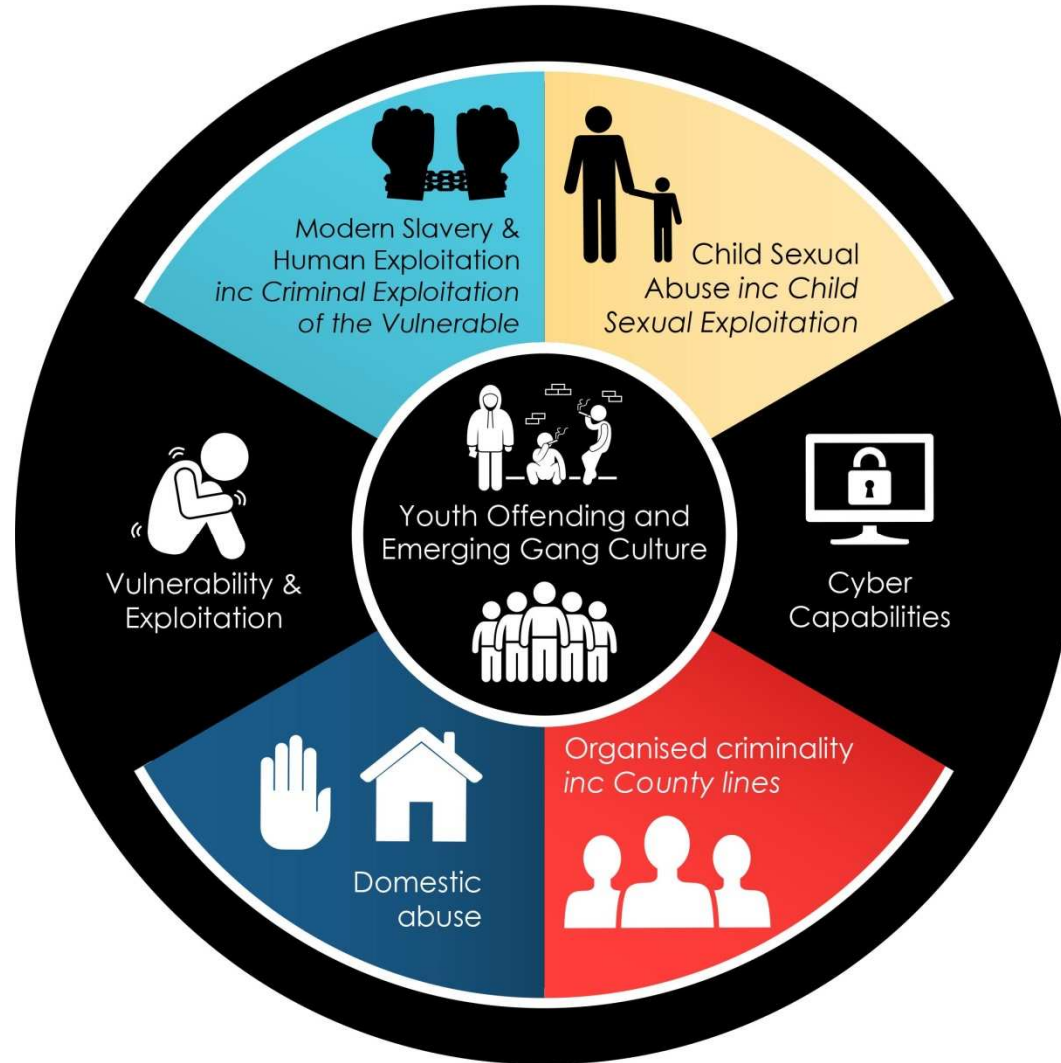 Modern Slavery &
Human Exploitation
inc Criminal Exploitation
of the Vulnerable
Child Sexual
Abuse inc Child
Sexual Exploitation
Vulnerability &
Exploitation
Youth Offending and
Emerging Gang Culture
Cyber
Capabilities
Domestic
abuse
Organised criminality
inc County lines